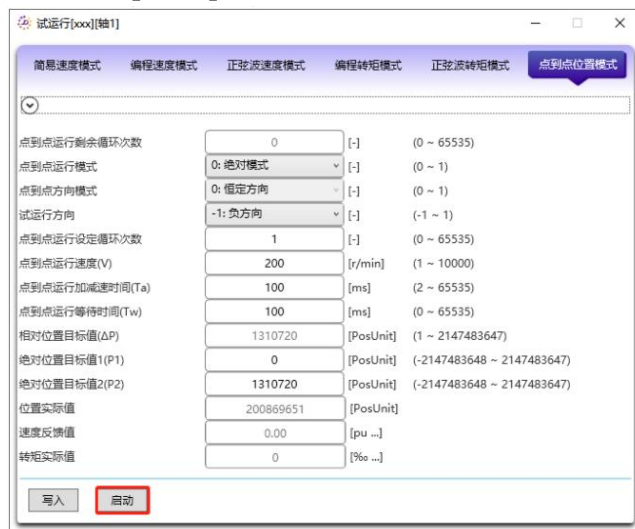 试运行[xxx][轴1]
简易速度模式 编程速度模式 正弦波速度模式 编程转矩模式 正弦波转矩模式 点到点位置模式
点到点运行剩余循环次数 0 [-] (0 ~ 65535)
点到点运行模式 0: 绝对模式 [-] (0 ~ 1)
点到点方向模式 0: 恒定方向 [-] (0 ~ 1)
试运行方向 -1: 负方向 [-] (-1 ~ 1)
点到点运行设定循环次数 1 [-] (0 ~ 65535)
点到点运行速度(V) 200 [r/min] (1 ~ 10000)
点到点运行加减速时间(Ta) 100 [ms] (2 ~ 65535)
点到点运行等待时间(Tw) 100 [ms] (0 ~ 65535)
相对位置目标值(ΔP) 1310720 [PosUnit] (1 ~ 2147483647)
绝对位置目标值1(P1) 0 [PosUnit] (-2147483648 ~ 2147483647)
绝对位置目标值2(P2) 1310720 [PosUnit] (-2147483648 ~ 2147483647)
位置实际值 200869651 [PosUnit]
速度反馈值 0.00 [pu ...]
转矩实际值 0 [‰ ...]
写入 启动